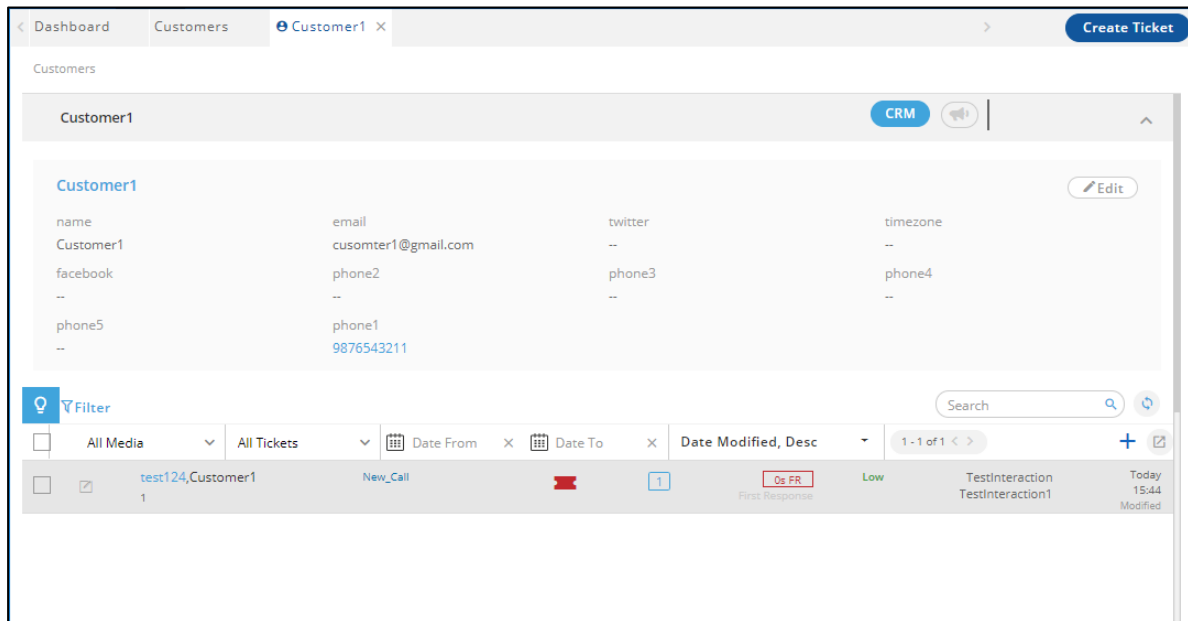 Dashboard Customers Customer1 Create Ticket
Customers
Customer1 CRM
Customer1 Edit
name email twitter timezone
Customer1 cusomter1@gmail.com -- --
facebook phone2 phone3 phone4
-- -- -- --
phone5 phone1
-- 9876543211
Filter Search
All Media All Tickets Date From Date To Date Modified, Desc 1 - 1 of 1
test124,Customer1 New_Call 1 0s FR Low TestInteraction Today
1 First Response TestInteraction1 15:44
Modified